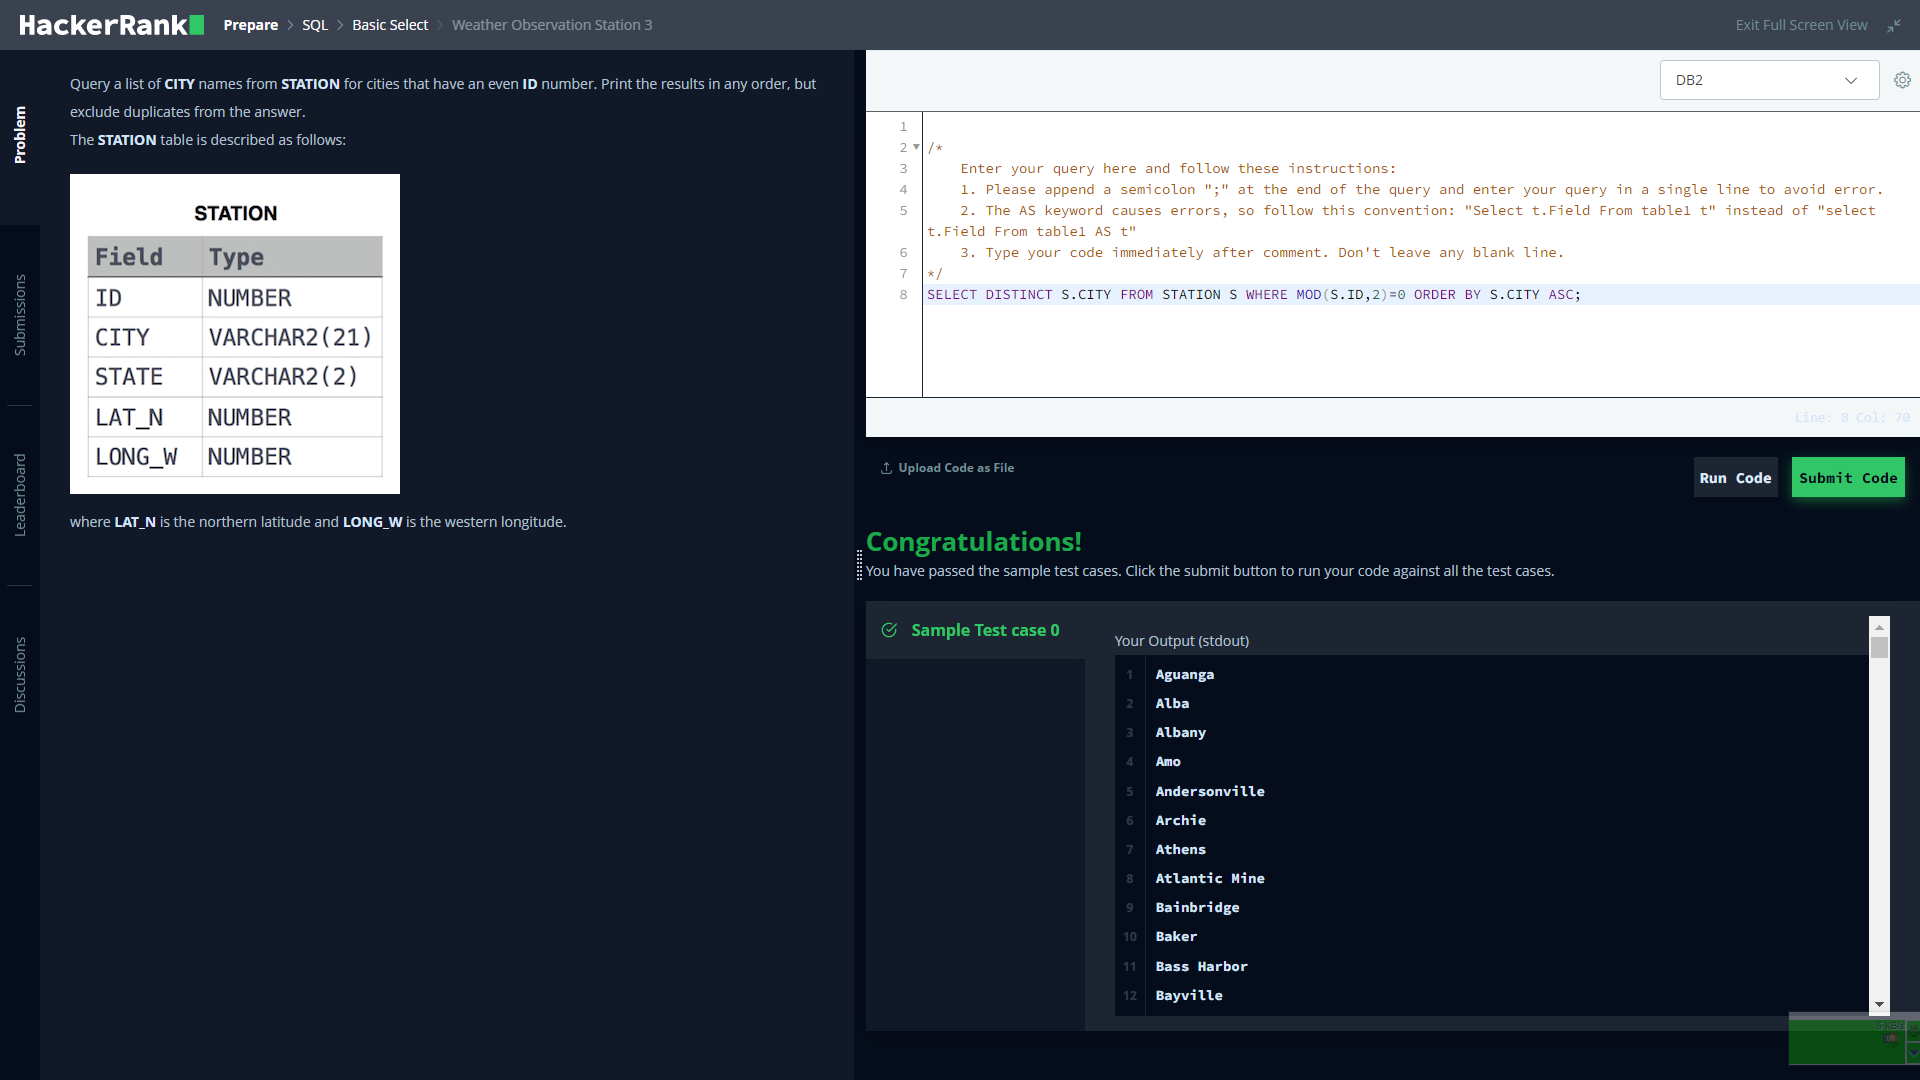 HackerRank
Prepare > SQL > Basic Select > Weather Observation Station 3
Exit Full Screen View
Problem
Submissions
Leaderboard
Discussions
Query a list of CITY names from STATION for cities that have an even ID number. Print the results in any order, but
exclude duplicates from the answer.
The STATION table is described as follows:
STATION
Field Type
ID NUMBER
CITY VARCHAR2(21)
STATE VARCHAR2(2)
LAT_N NUMBER
LONG_W NUMBER
where LAT_N is the northern latitude and LONG_W is the western longitude.
DB2
1
2 /*
3 Enter your query here and follow these instructions:
4 1. Please append a semicolon ";" at the end of the query and enter your query in a single line to avoid error.
5 2. The AS keyword causes errors, so follow this convention: "Select t.Field From table1 t" instead of "select
t.Field From table1 AS t"
6 3. Type your code immediately after comment. Don't leave any blank line.
7 */
8 SELECT DISTINCT S.CITY FROM STATION S WHERE MOD(S.ID,2)=0 ORDER BY S.CITY ASC;
Line: 8 Col: 70
Upload Code as File
Run Code
Submit Code
Congratulations!
You have passed the sample test cases. Click the submit button to run your code against all the test cases.
Sample Test case 0
Your Output (stdout)
1 Aguanga
2 Alba
3 Albany
4 Amo
5 Andersonville
6 Archie
7 Athens
8 Atlantic Mine
9 Bainbridge
10 Baker
11 Bass Harbor
12 Bayville